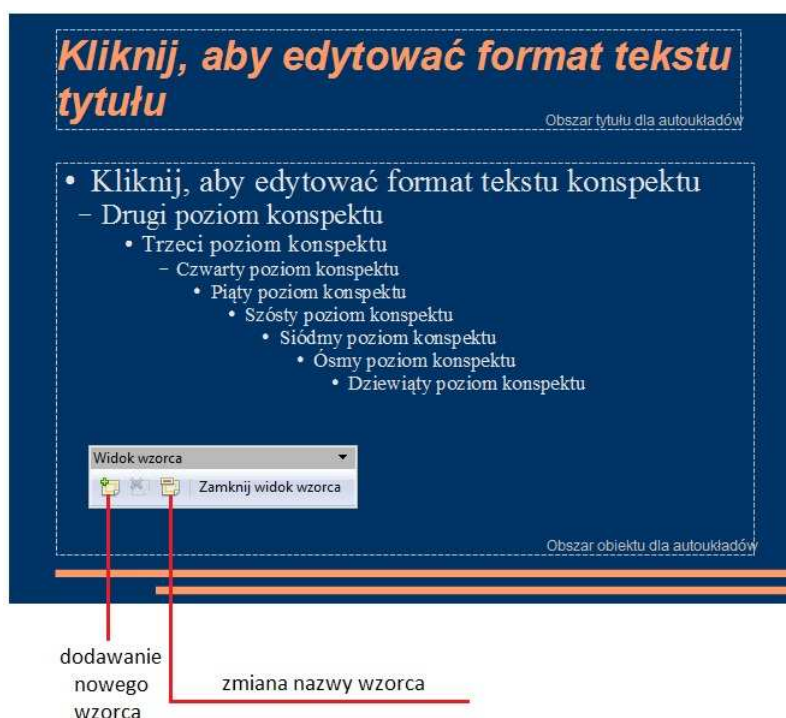 Kliknij, aby edytować format tekstu
tytułu
Obszar tytułu dla autoukładów
• Kliknij, aby edytować format tekstu konspektu
– Drugi poziom konspektu
• Trzeci poziom konspektu
– Czwarty poziom konspektu
• Piąty poziom konspektu
• Szósty poziom konspektu
• Siódmy poziom konspektu
• Ósmy poziom konspektu
• Dziewiąty poziom konspektu
Widok wzorca
Zamknij widok wzorca
Obszar obiektu dla autoukładów
dodawanie
nowego
wzorca
zmiana nazwy wzorca